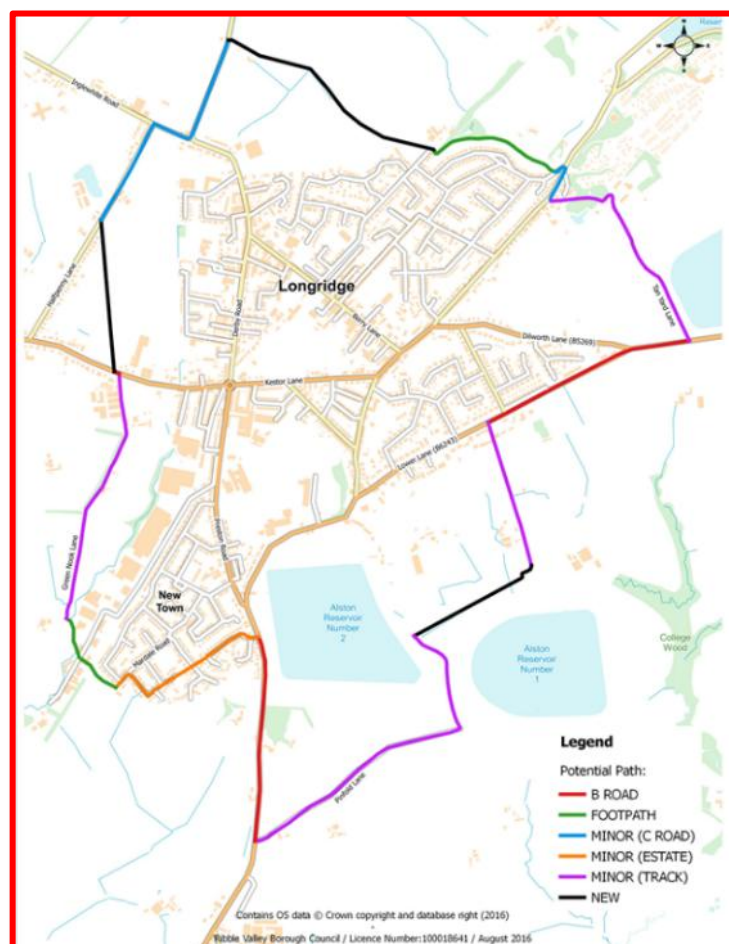 Reser
N
W
E
S
Inglewhite Road
Halfpenny Lane
Longridge
Derby Road
Berry Lane
Tan Yard Lane
Dilworth Lane (B5269)
Kestor Lane
Lower Lane (B6243)
Green Nook Lane
Preston Road
New
Town
Mardale Road
Alston
Reservoir
Number
2
Alston
Reservoir
Number
1
College
Wood
Pinfold Lane
Legend
Potential Path:
B ROAD
FOOTPATH
MINOR (C ROAD)
MINOR (ESTATE)
MINOR (TRACK)
NEW
Contains OS data © Crown copyright and database right (2016)
Ribble Valley Borough Council / Licence Number:100018641 / August 2016